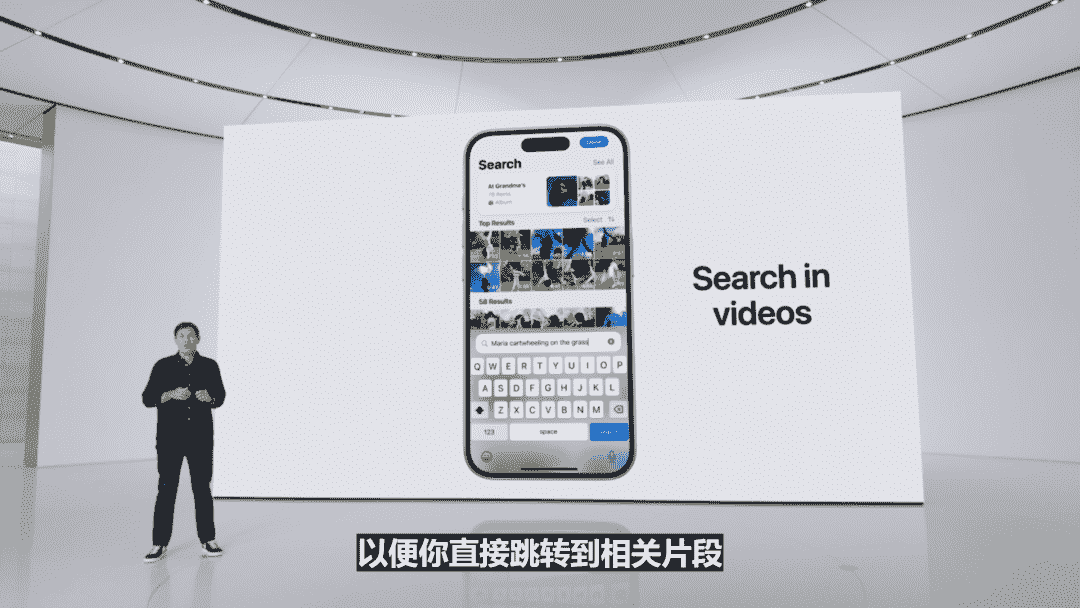 Search
See All
At Grandma's
Album
Top Results
Select
58 Results
Maria cartwheeling on the grass
Q W E R T Y U I O P
A S D F G H J K L
Z X C V B N M
123
space
Search in
videos
以便你直接跳转到相关片段